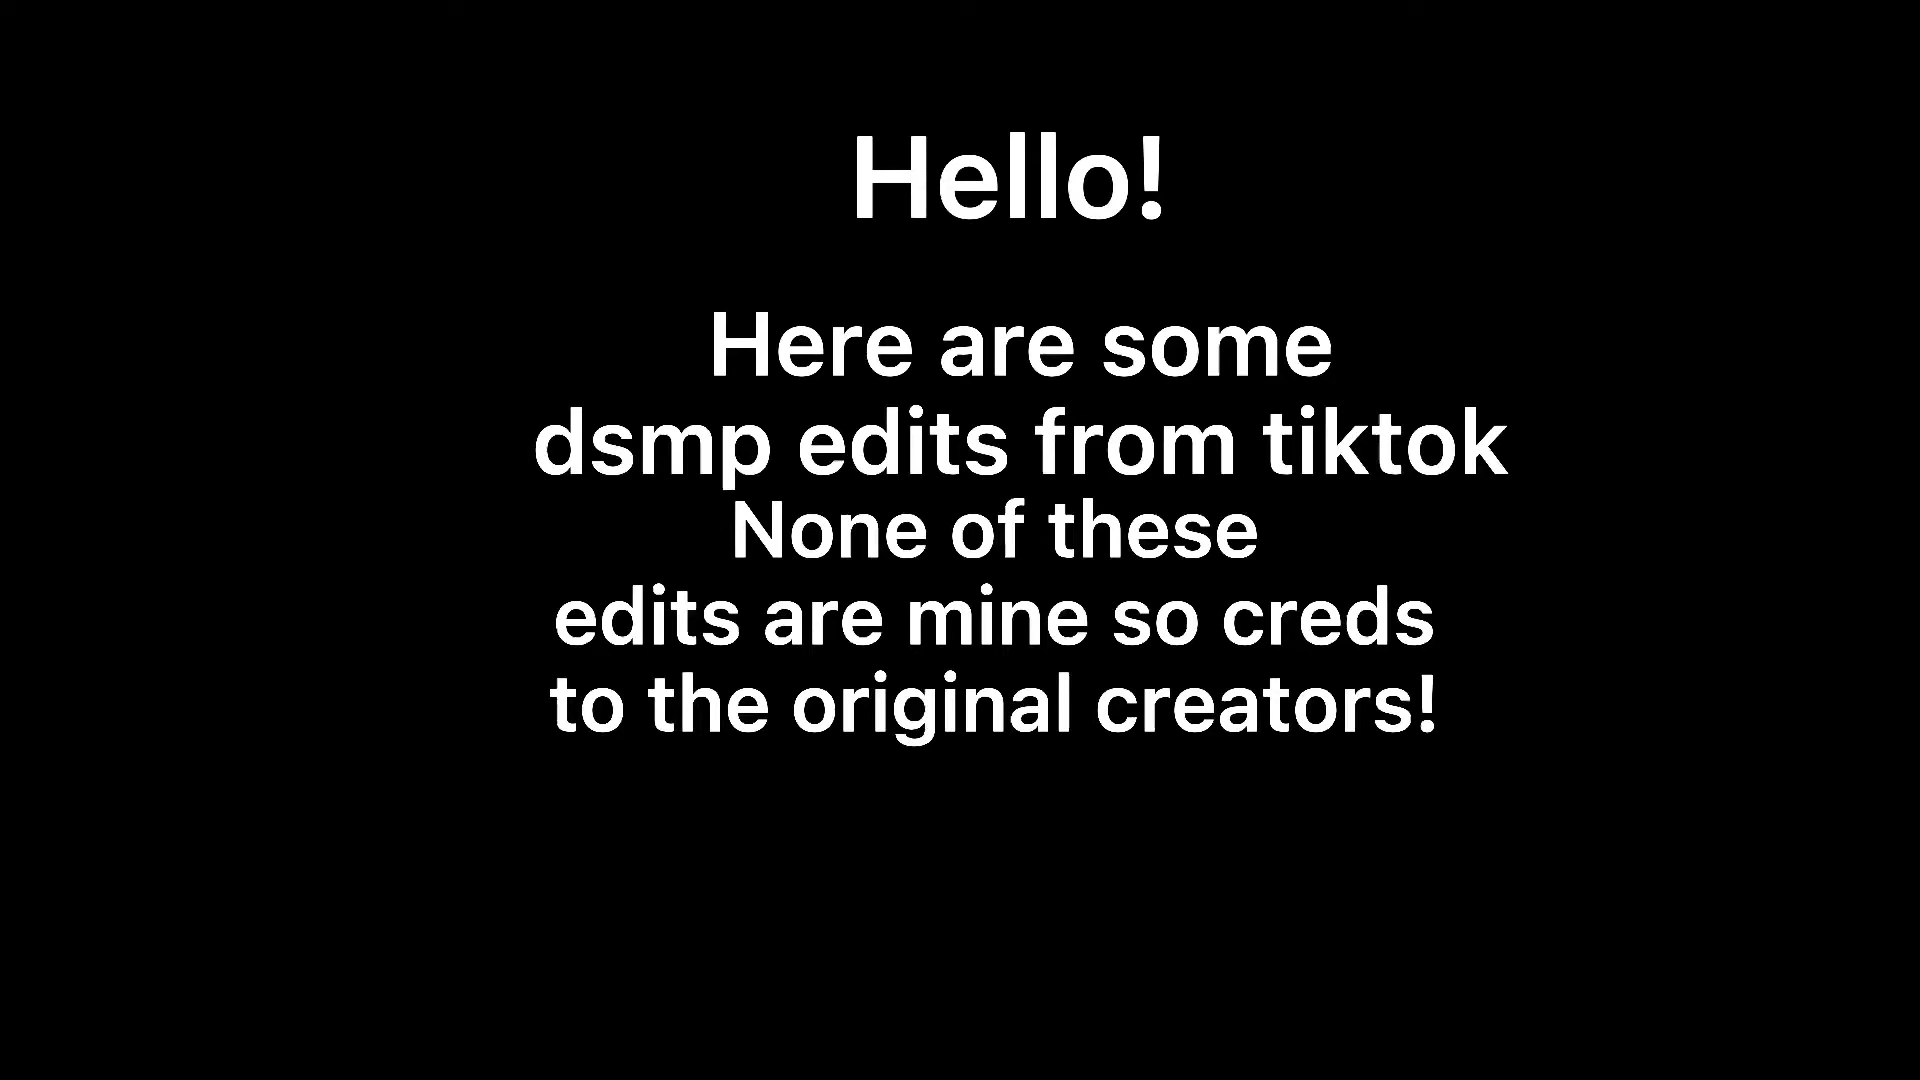 Hello!
Here are some
dsmp edits from tiktok
None of these
edits are mine so creds
to the original creators!